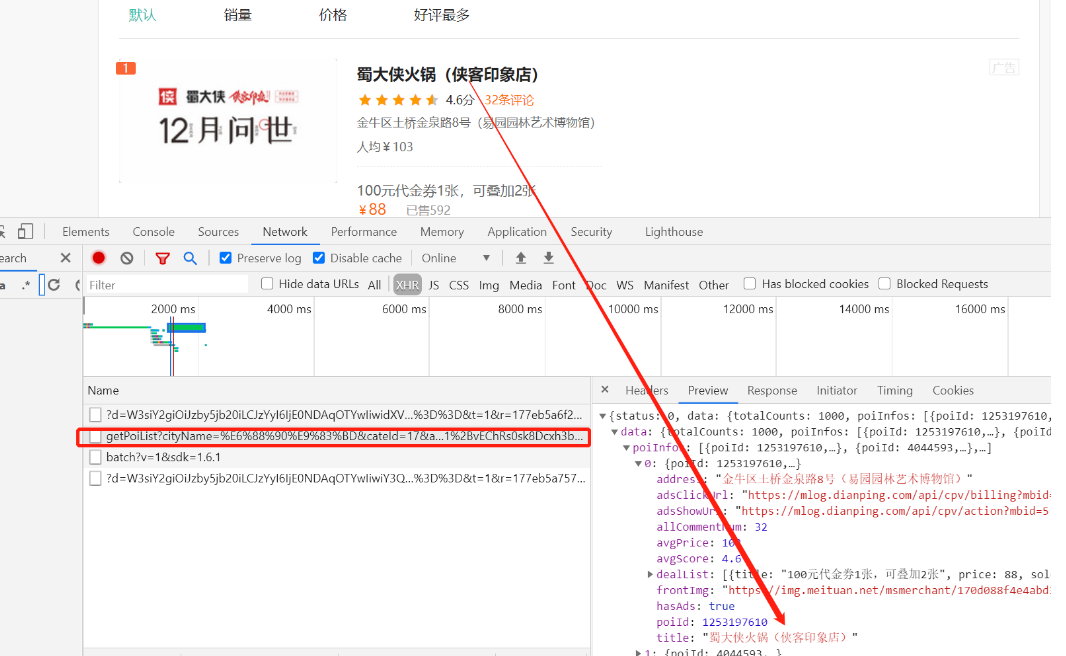 默认 销量 价格 好评最多
1 蜀大侠火锅（侠客印象店） 广告
侠 蜀大侠
12月问世
4.6分 32条评论
金牛区土桥金泉路8号（易园园林艺术博物馆）
人均￥103
100元代金券1张，可叠加2张
￥88 已售592
Elements Console Sources Network Performance Memory Application Security Lighthouse
earch Preserve log Disable cache Online
a .* Filter Hide data URLs All XHR JS CSS Img Media Font Doc WS Manifest Other Has blocked cookies Blocked Requests
2000 ms 4000 ms 6000 ms 8000 ms 10000 ms 12000 ms 14000 ms 16000 ms
Name Headers Preview Response Initiator Timing Cookies
?d=W3siY2giOiJzby5jb20iLCJzYyI6IjE0NDAqOTYwIiwidXV...%3D%3D&t=1&r=177eb5a6f2...
getPoiList?cityName=%E6%88%90%E9%83%BD&cateId=17&a...1%2BvEChRs0sk8Dcxh3b...
batch?v=1&sdk=1.6.1
?d=W3siY2giOiJzby5jb20iLCJzYyI6IjE0NDAqOTYwIiwiY3Q...%3D%3D&t=1&r=177eb5a757...
{status: 0, data: {totalCounts: 1000, poiInfos: [{poiId: 1253197610,
data: {totalCounts: 1000, poiInfos: [{poiId: 1253197610,…}, {poiId
poiInfos: [{poiId: 1253197610,…}, {poiId: 4044593,…},…]
0: {poiId: 1253197610,…}
address: "金牛区土桥金泉路8号（易园园林艺术博物馆）"
adsClickUrl: "https://mlog.dianping.com/api/cpv/billing?mbid=
adsShowUrl: "https://mlog.dianping.com/api/cpv/action?mbid=5
allCommentNum: 32
avgPrice: 103
avgScore: 4.6
dealList: [{title: "100元代金券1张，可叠加2张", price: 88, sol
frontImg: "https://img.meituan.net/msmerchant/170d088f4e4abd
hasAds: true
poiId: 1253197610
title: "蜀大侠火锅（侠客印象店）"
1: {poiId: 4044593,…}